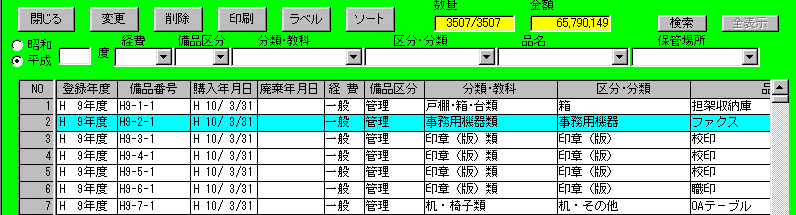 数量 金額
閉じる 変更 削除 印刷 ラベル ソート 3507/3507 65,790,149 検索 全表示
昭和
平成 度 経費 備品区分 分類・教科 区分・分類 品名 保管場所
NO 登録年度 備品番号 購入年月日 廃棄年月日 経 費 備品区分 分類・教科 区分・分類 品
1 H 9年度 H9-1-1 H 10/ 3/31 一般 管理 戸棚・箱・台類 箱 担架収納庫
2 H 9年度 H9-2-1 H 10/ 3/31 一般 管理 事務用機器類 事務用機器 ファクス
3 H 9年度 H9-3-1 H 10/ 3/31 一般 管理 印章（版）類 印章（版） 校印
4 H 9年度 H9-4-1 H 10/ 3/31 一般 管理 印章（版）類 印章（版） 校印
5 H 9年度 H9-5-1 H 10/ 3/31 一般 管理 印章（版）類 印章（版） 校印
6 H 9年度 H9-6-1 H 10/ 3/31 一般 管理 印章（版）類 印章（版） 職印
7 H 9年度 H9-7-1 H 10/ 3/31 一般 管理 机・椅子類 机・その他 OAテーブル